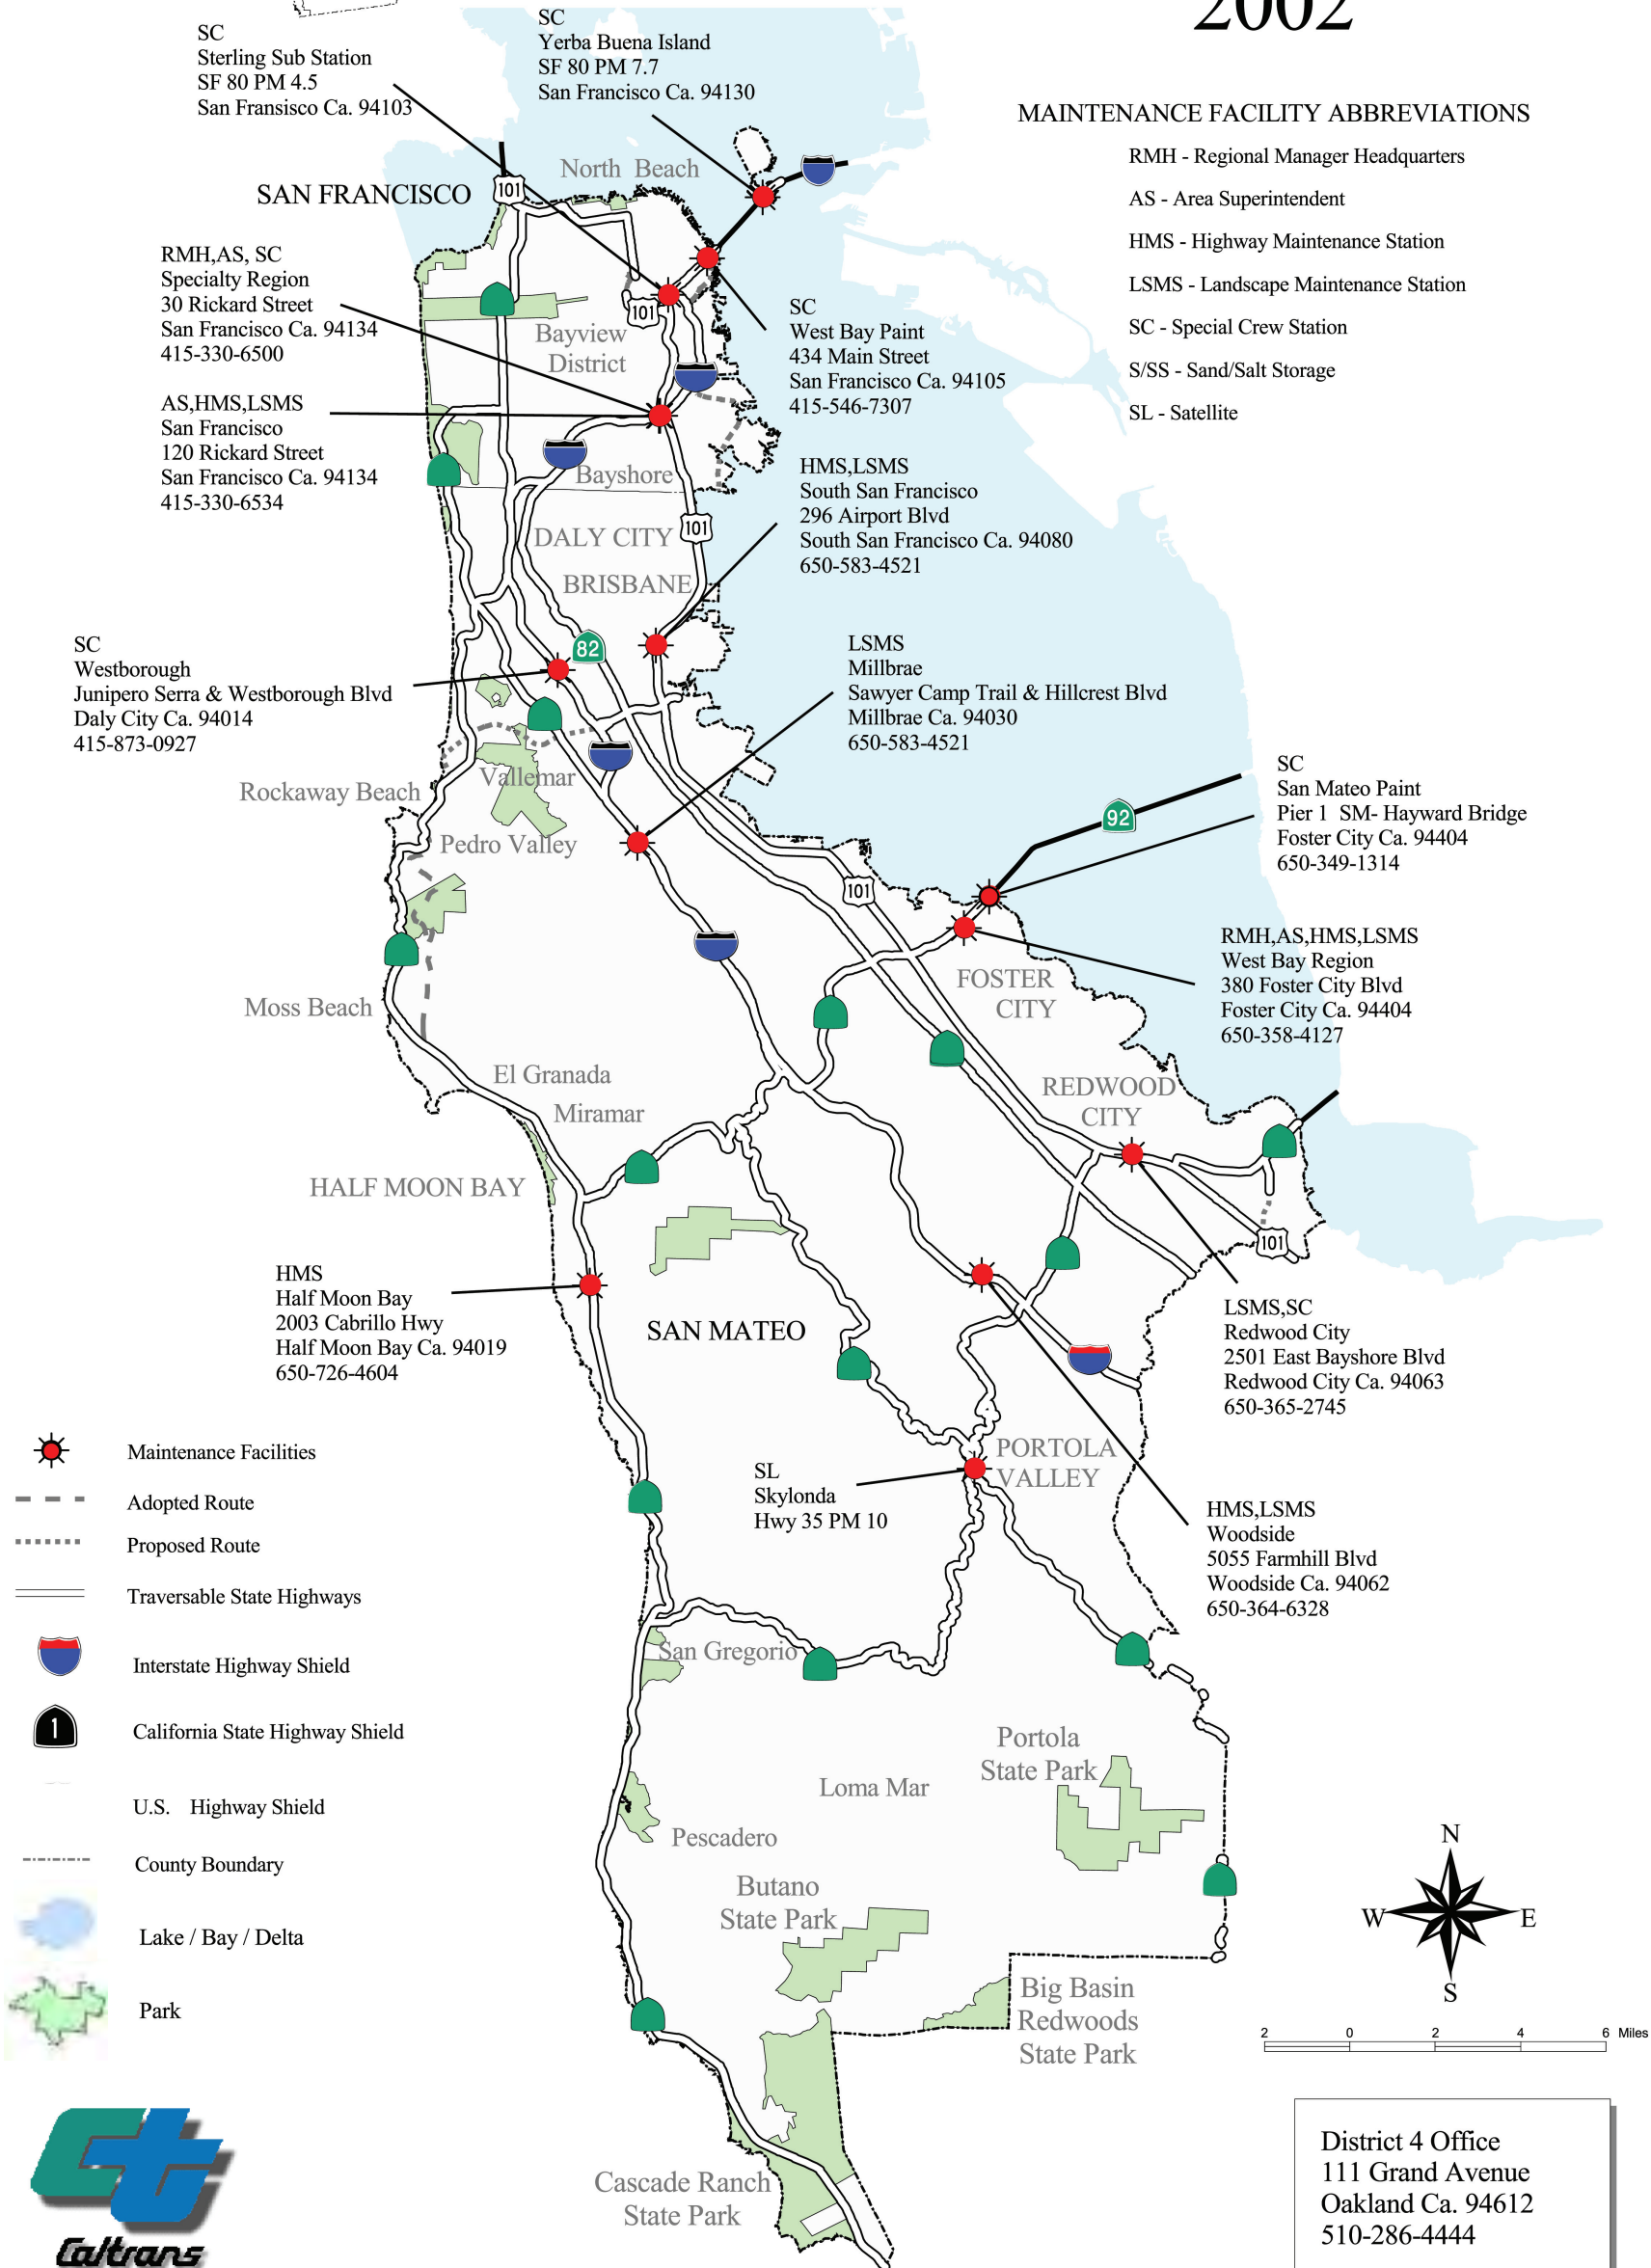 2002
SC
Sterling Sub Station
SF 80 PM 4.5
San Fransisco Ca. 94103
SC
Yerba Buena Island
SF 80 PM 7.7
San Francisco Ca. 94130
MAINTENANCE FACILITY ABBREVIATIONS
RMH - Regional Manager Headquarters
AS - Area Superintendent
HMS - Highway Maintenance Station
LSMS - Landscape Maintenance Station
SC - Special Crew Station
S/SS - Sand/Salt Storage
SL - Satellite
North Beach
SAN FRANCISCO
101
RMH,AS, SC
Specialty Region
30 Rickard Street
San Francisco Ca. 94134
415-330-6500
101
Bayview
District
SC
West Bay Paint
434 Main Street
San Francisco Ca. 94105
415-546-7307
AS,HMS,LSMS
San Francisco
120 Rickard Street
San Francisco Ca. 94134
415-330-6534
Bayshore
HMS,LSMS
South San Francisco
296 Airport Blvd
South San Francisco Ca. 94080
650-583-4521
DALY CITY
101
BRISBANE
82
SC
Westborough
Junipero Serra & Westborough Blvd
Daly City Ca. 94014
415-873-0927
LSMS
Millbrae
Sawyer Camp Trail & Hillcrest Blvd
Millbrae Ca. 94030
650-583-4521
Vallemar
Rockaway Beach
Pedro Valley
SC
San Mateo Paint
Pier 1 SM- Hayward Bridge
Foster City Ca. 94404
650-349-1314
92
101
RMH,AS,HMS,LSMS
West Bay Region
380 Foster City Blvd
Foster City Ca. 94404
650-358-4127
FOSTER
CITY
Moss Beach
El Granada
Miramar
REDWOOD
CITY
HALF MOON BAY
101
HMS
Half Moon Bay
2003 Cabrillo Hwy
Half Moon Bay Ca. 94019
650-726-4604
SAN MATEO
LSMS,SC
Redwood City
2501 East Bayshore Blvd
Redwood City Ca. 94063
650-365-2745
PORTOLA
VALLEY
SL
Skylonda
Hwy 35 PM 10
HMS,LSMS
Woodside
5055 Farmhill Blvd
Woodside Ca. 94062
650-364-6328
Maintenance Facilities
Adopted Route
Proposed Route
Traversable State Highways
Interstate Highway Shield
1
California State Highway Shield
U.S. Highway Shield
County Boundary
Lake / Bay / Delta
Park
San Gregorio
Portola
State Park
Loma Mar
Pescadero
Butano
State Park
Big Basin
Redwoods
State Park
Cascade Ranch
State Park
N
W
E
S
2 0 2 4 6 Miles
District 4 Office
111 Grand Avenue
Oakland Ca. 94612
510-286-4444
Ct
Caltrans